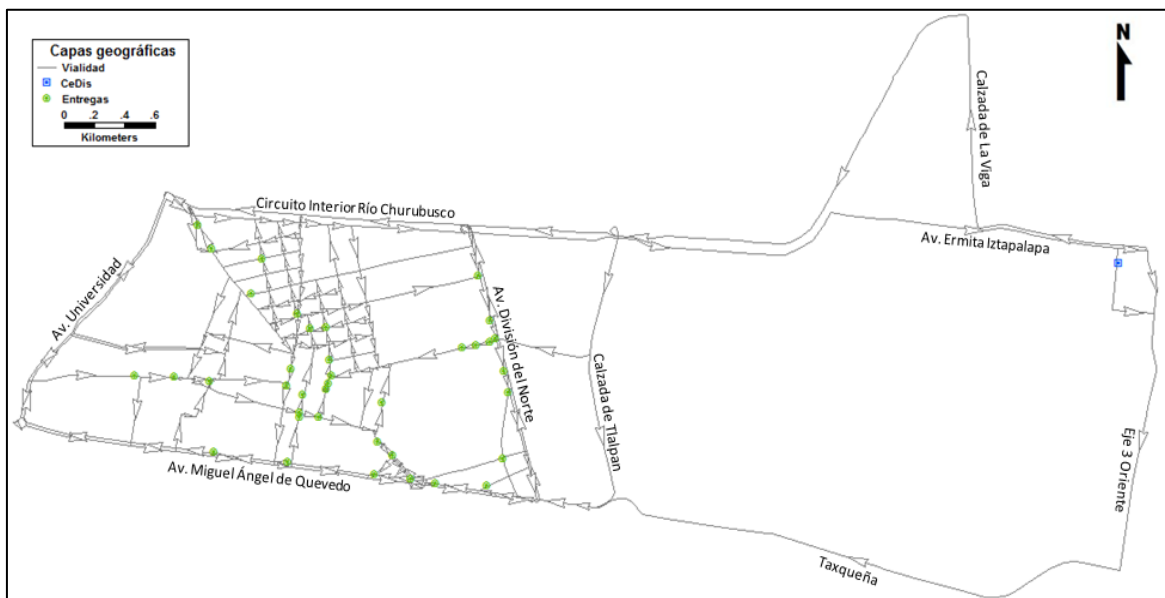 Capas geográficas
Vialidad
CeDis
Entregas
0 .2 .4 .6
Kilometers
N
Calzada de La Viga
Circuito Interior Río Churubusco
Av. Ermita Iztapalapa
Av. Universidad
Av. División del Norte
Calzada de Tlalpan
Eje 3 Oriente
Av. Miguel Ángel de Quevedo
Taxqueña